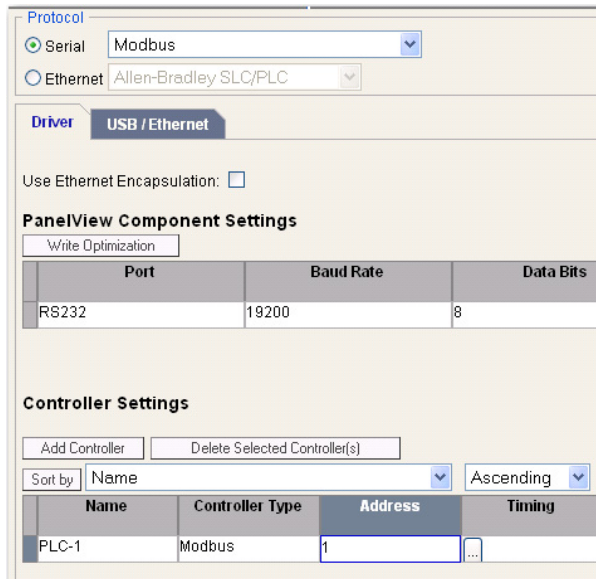 Protocol
Serial Modbus
Ethernet Allen-Bradley SLC/PLC
Driver USB / Ethernet
Use Ethernet Encapsulation:
PanelView Component Settings
Write Optimization
Port Baud Rate Data Bits
RS232 19200 8
Controller Settings
Add Controller Delete Selected Controller(s)
Sort by Name Ascending
Name Controller Type Address Timing
PLC-1 Modbus 1 ...